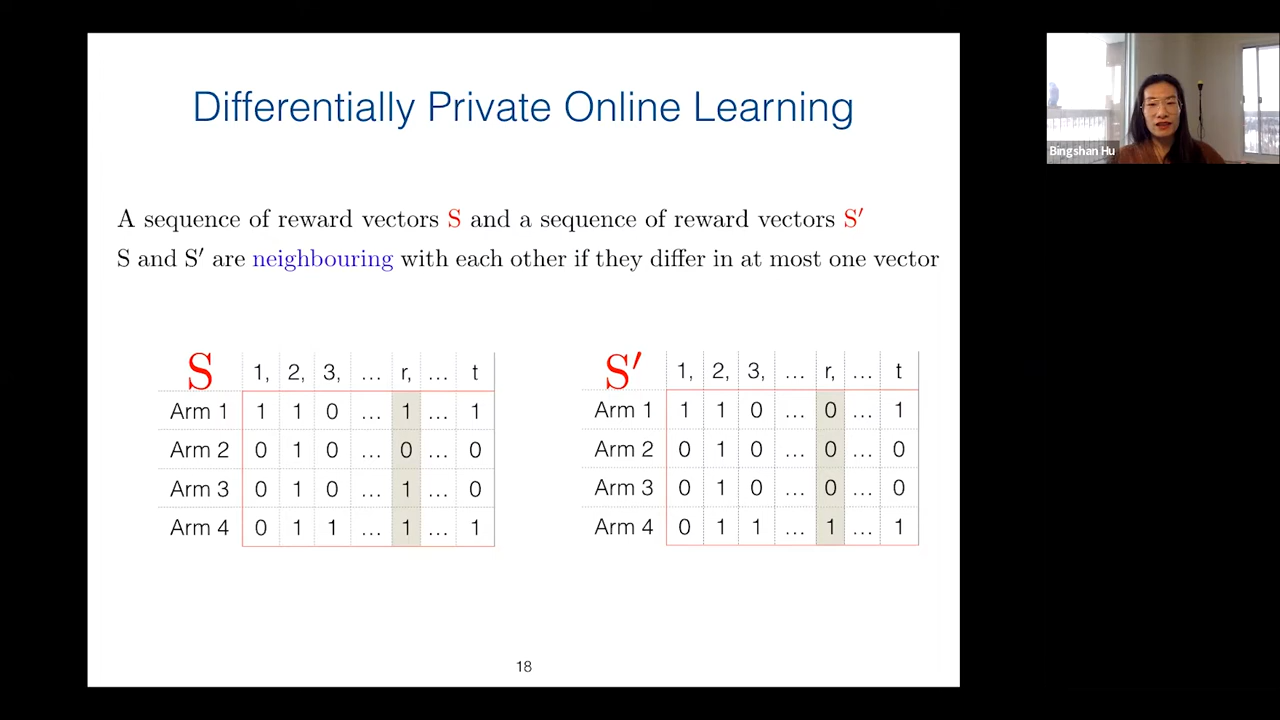 Differentially Private Online Learning
A sequence of reward vectors S and a sequence of reward vectors S′
S and S′ are neighbouring with each other if they differ in at most one vector
S 1, 2, 3, ... r, ... t
Arm 1 1 1 0 ... 1 ... 1
Arm 2 0 1 0 ... 0 ... 0
Arm 3 0 1 0 ... 1 ... 0
Arm 4 0 1 1 ... 1 ... 1
S′ 1, 2, 3, ... r, ... t
Arm 1 1 1 0 ... 0 ... 1
Arm 2 0 1 0 ... 0 ... 0
Arm 3 0 1 0 ... 0 ... 0
Arm 4 0 1 1 ... 1 ... 1
18
Bingshan Hu